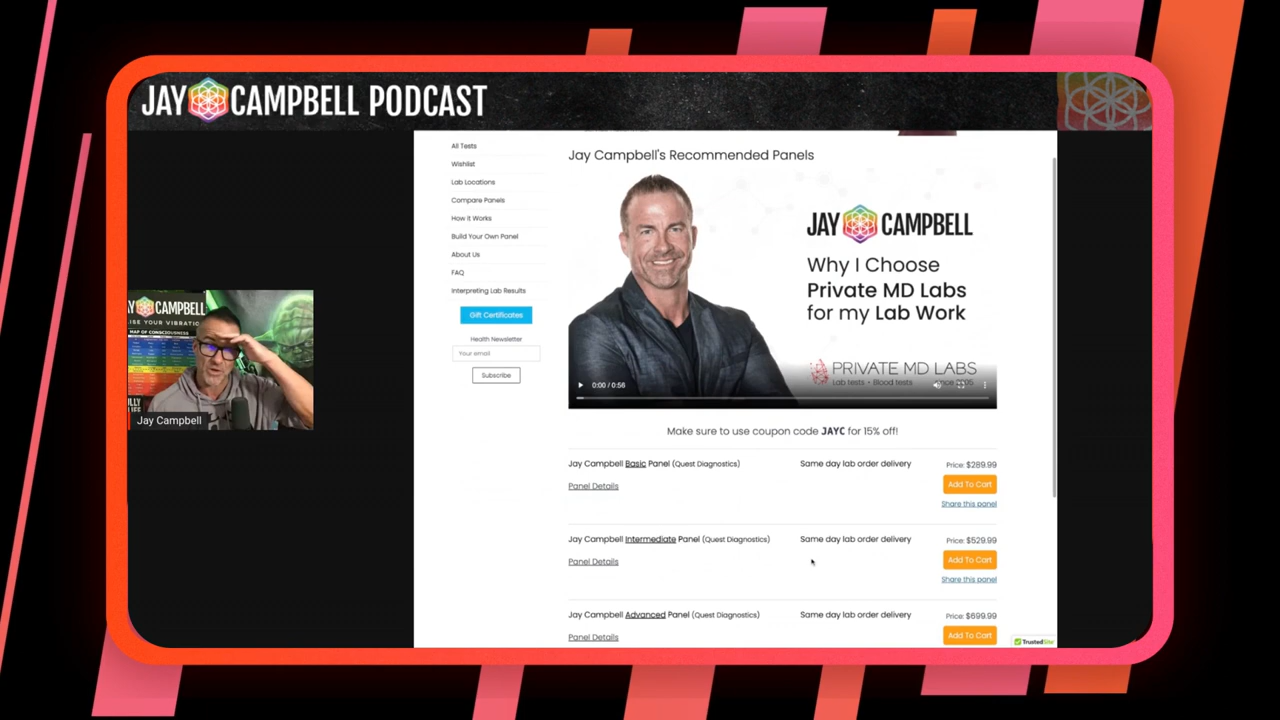 JAY CAMPBELL PODCAST
All Tests
Wishlist
Lab Locations
Compare Panels
How it Works
Build Your Own Panel
About Us
FAQ
Interpreting Lab Results
Gift Certificates
Health Newsletter
Your email
Subscribe
Jay Campbell's Recommended Panels
JAY CAMPBELL
Why I Choose
Private MD Labs
for my Lab Work
PRIVATE MD LABS
Lab tests • Blood tests
0:00 / 0:56
Make sure to use coupon code JAYC for 15% off!
Jay Campbell Basic Panel (Quest Diagnostics)
Same day lab order delivery
Price: $289.99
Panel Details
Add To Cart
Share this panel
Jay Campbell Intermediate Panel (Quest Diagnostics)
Same day lab order delivery
Price: $529.99
Panel Details
Add To Cart
Share this panel
Jay Campbell Advanced Panel (Quest Diagnostics)
Same day lab order delivery
Price: $699.99
Panel Details
Add To Cart
TrustedSite
CAMPBELL
MAP OF CONSCIOUSNESS
Jay Campbell